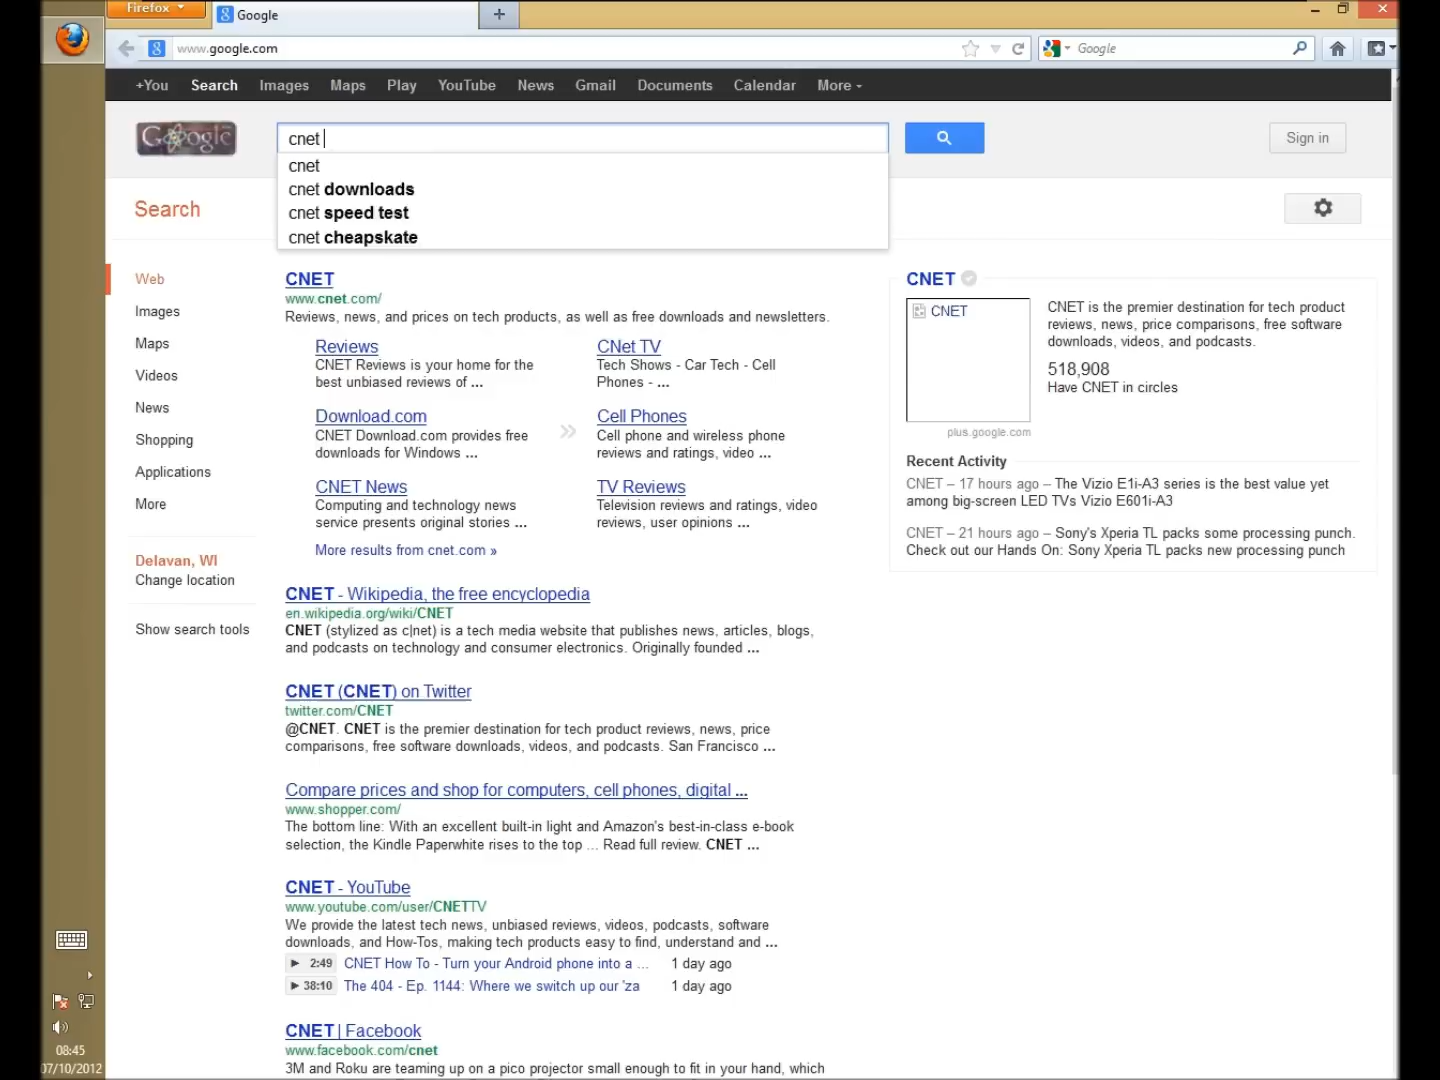 Firefox
Google
www.google.com
Google
+You Search Images Maps Play YouTube News Gmail Documents Calendar More
Google
cnet
Sign in
cnet
cnet downloads
cnet speed test
cnet cheapskate
Search
Web
Images
Maps
Videos
News
Shopping
Applications
More
Delavan, WI
Change location
Show search tools
CNET
www.cnet.com/
Reviews, news, and prices on tech products, as well as free downloads and newsletters.
Reviews
CNET Reviews is your home for the
best unbiased reviews of ...
CNet TV
Tech Shows - Car Tech - Cell
Phones - ...
Download.com
CNET Download.com provides free
downloads for Windows ...
Cell Phones
Cell phone and wireless phone
reviews and ratings, video ...
CNET News
Computing and technology news
service presents original stories ...
TV Reviews
Television reviews and ratings, video
reviews, user opinions ...
More results from cnet.com »
CNET - Wikipedia, the free encyclopedia
en.wikipedia.org/wiki/CNET
CNET (stylized as c|net) is a tech media website that publishes news, articles, blogs,
and podcasts on technology and consumer electronics. Originally founded ...
CNET (CNET) on Twitter
twitter.com/CNET
@CNET. CNET is the premier destination for tech product reviews, news, price
comparisons, free software downloads, videos, and podcasts. San Francisco ...
Compare prices and shop for computers, cell phones, digital ...
www.shopper.com/
The bottom line: With an excellent built-in light and Amazon's best-in-class e-book
selection, the Kindle Paperwhite rises to the top ... Read full review. CNET ...
CNET - YouTube
www.youtube.com/user/CNETTV
We provide the latest tech news, unbiased reviews, videos, podcasts, software
downloads, and How-Tos, making tech products easy to find, understand and ...
2:49 CNET How To - Turn your Android phone into a ... 1 day ago
38:10 The 404 - Ep. 1144: Where we switch up our 'za 1 day ago
CNET | Facebook
www.facebook.com/cnet
3M and Roku are teaming up on a pico projector small enough to fit in your hand, which
CNET
CNET
CNET is the premier destination for tech product
reviews, news, price comparisons, free software
downloads, videos, and podcasts.
518,908
Have CNET in circles
plus.google.com
Recent Activity
CNET – 17 hours ago – The Vizio E1i-A3 series is the best value yet
among big-screen LED TVs Vizio E601i-A3
CNET – 21 hours ago – Sony's Xperia TL packs some processing punch.
Check out our Hands On: Sony Xperia TL packs new processing punch
08:45
07/10/2012